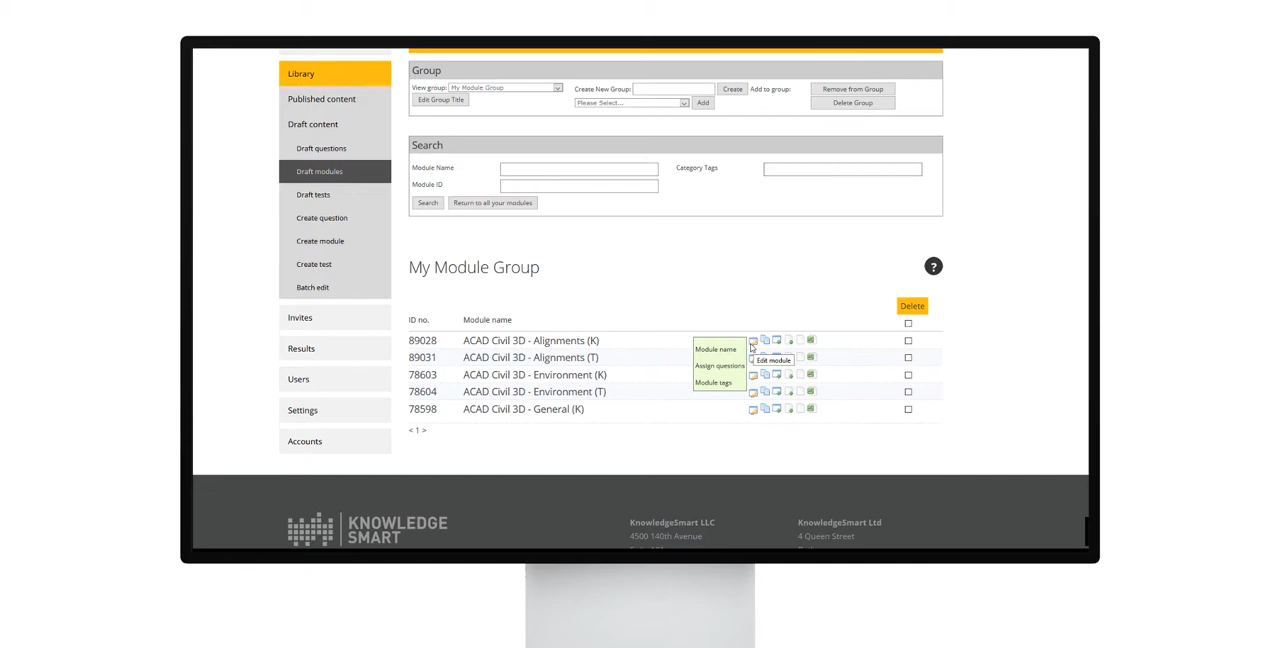 Library
Published content
Draft content
Draft questions
Draft modules
Draft tests
Create question
Create module
Create test
Batch edit
Invites
Results
Users
Settings
Accounts
Group
View group: My Module Group Create New Group: Create Add to group: Remove from Group
Edit Group Title Please Select... Add Delete Group
Search
Module Name Category Tags
Module ID
Search Return to all your modules
My Module Group ?
Delete
ID no. Module name
89028 ACAD Civil 3D - Alignments (K)
89031 ACAD Civil 3D - Alignments (T)
78603 ACAD Civil 3D - Environment (K)
78604 ACAD Civil 3D - Environment (T)
78598 ACAD Civil 3D - General (K)
Module name
Assign questions
Module tags
Edit module
< 1 >
KNOWLEDGE
SMART
KnowledgeSmart LLC
4500 140th Avenue
KnowledgeSmart Ltd
4 Queen Street